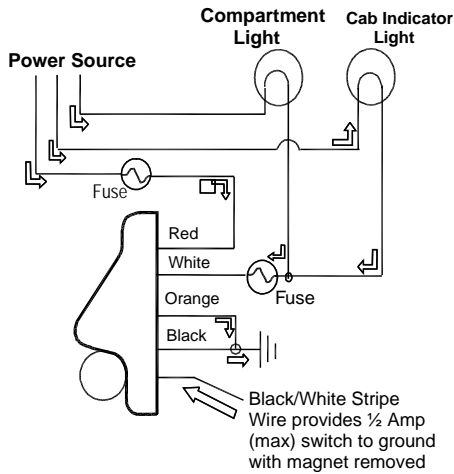 Compartment
Light
Cab Indicator
Light
Power Source
Fuse
Red
White
Orange
Fuse
Black
Black/White Stripe
Wire provides ½ Amp
(max) switch to ground
with magnet removed